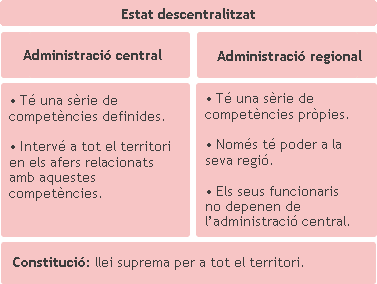 Estat descentralitzat
Administració central
Administració regional
• Té una sèrie de
competències definides.
• Intervé a tot el territori
en els afers relacionats
amb aquestes
competències.
• Té una sèrie de
competències pròpies.
• Només té poder a la
seva regió.
• Els seus funcionaris
no depenen de
l'administració central.
Constitució: llei suprema per a tot el territori.